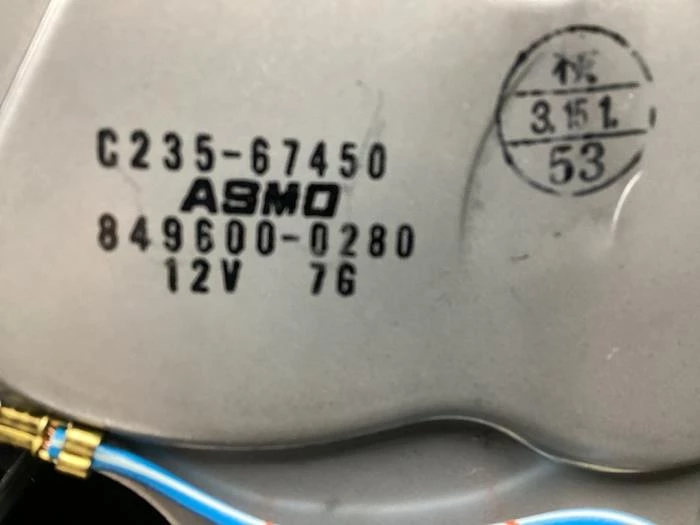 C235-67450
ASMO
849600-0280
12V 7G
検
3.15 1.
53